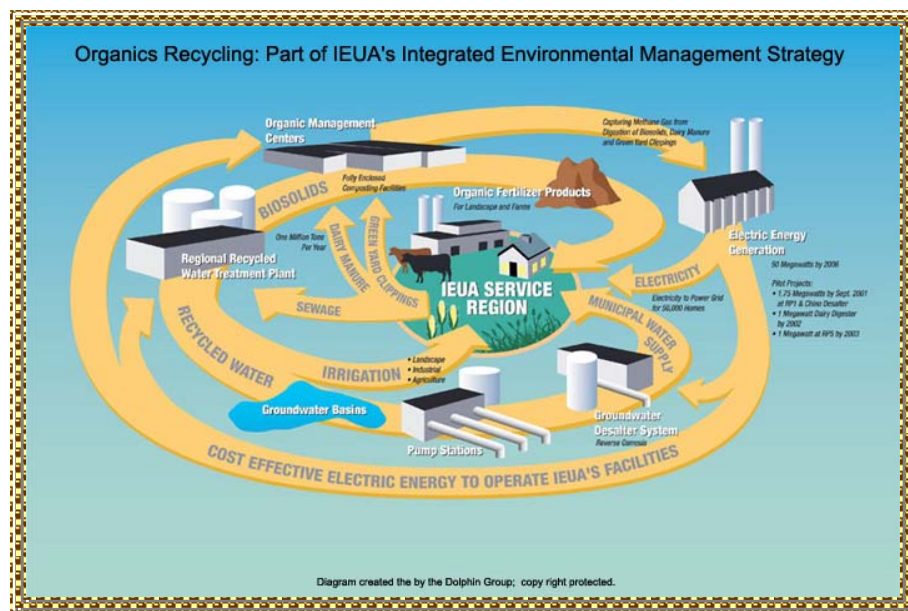 Organics Recycling: Part of IEUA's Integrated Environmental Management Strategy
Organic Management
Centers
Capturing Methane Gas from
Digestion of Biosolids, Dairy Manure
and Green Yard Clippings
Fully Enclosed
Composting Facilities
BIOSOLIDS
Organic Fertilizer Products
For Landscape and Farms
One Million Tons
Per Year
Regional Recycled
Water Treatment Plant
DAIRY MANURE
GREEN YARD CLIPPINGS
Electric Energy
Generation
50 Megawatts by 2006
Pilot Projects:
• 1.75 Megawatts by Sept. 2001
at RP1 & Chino Desalter
• 1 Megawatt Dairy Digester
by 2002
• 1 Megawatt at RP5 by 2003
ELECTRICITY
Electricity to Power Grid
for 50,000 Homes
IEUA SERVICE
REGION
SEWAGE
MUNICIPAL WATER
SUPPLY
RECYCLED WATER
IRRIGATION
• Landscape
• Industrial
• Agriculture
Groundwater Basins
Pump Stations
Groundwater
Desalter System
Reverse Osmosis
COST EFFECTIVE ELECTRIC ENERGY TO OPERATE IEUA'S FACILITIES
Diagram created the by the Dolphin Group; copy right protected.